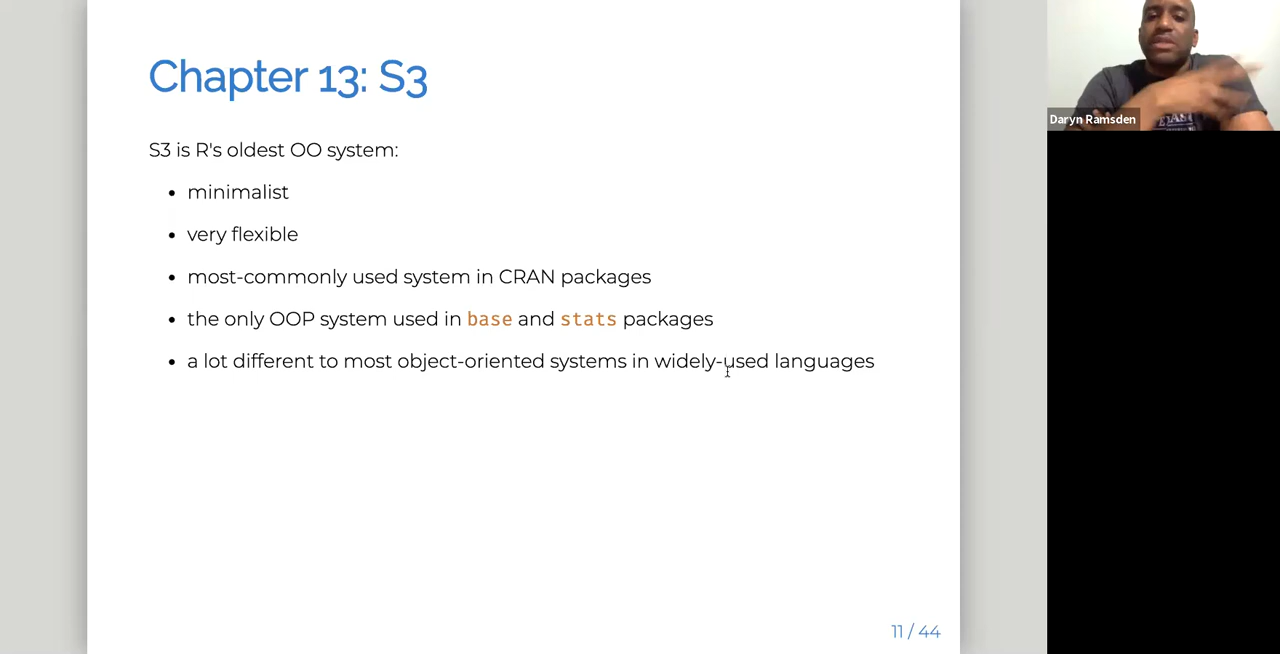 Chapter 13: S3
S3 is R's oldest OO system:
• minimalist
• very flexible
• most-commonly used system in CRAN packages
• the only OOP system used in base and stats packages
• a lot different to most object-oriented systems in widely-used languages
11 / 44
Daryn Ramsden